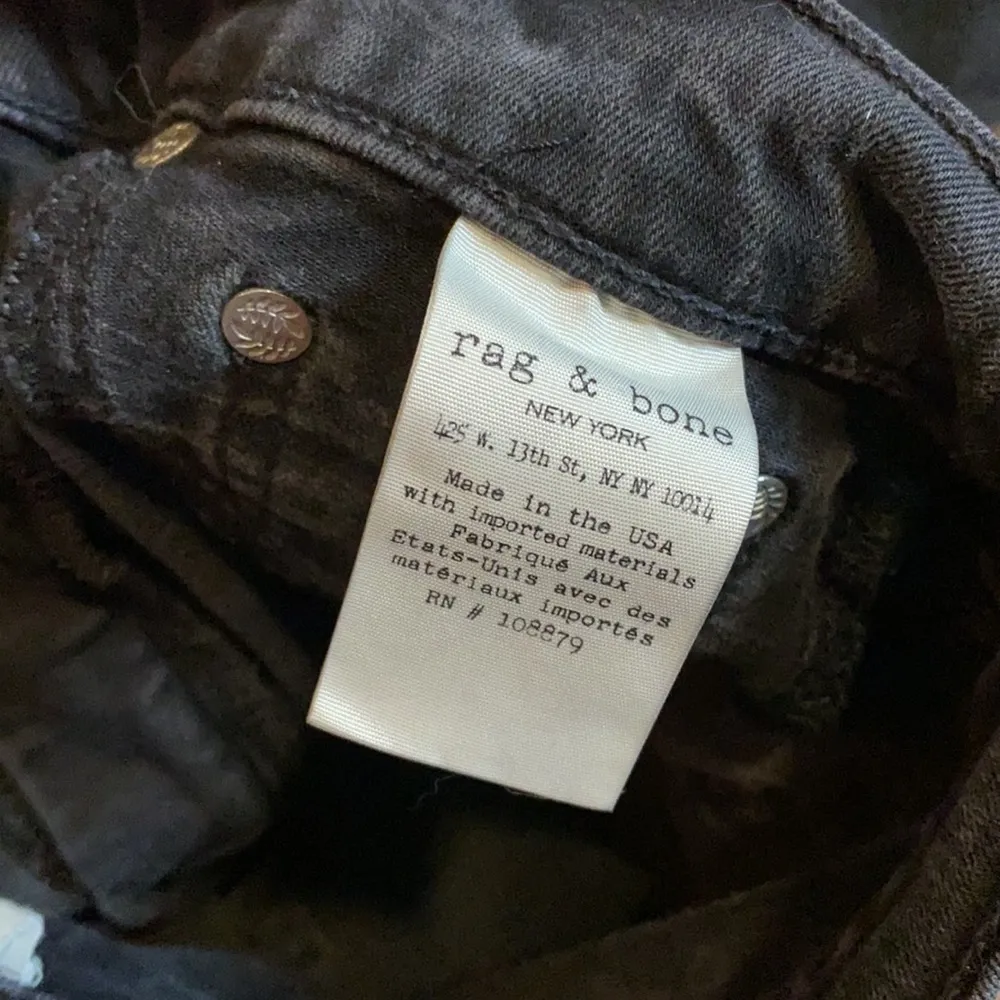 rag & bone
NEW YORK
425 W. 13th St, NY NY 10014
Made in the USA
with imported materials
Fabriqué Aux
Etats-Unis avec des
matériaux importés
RN # 108879